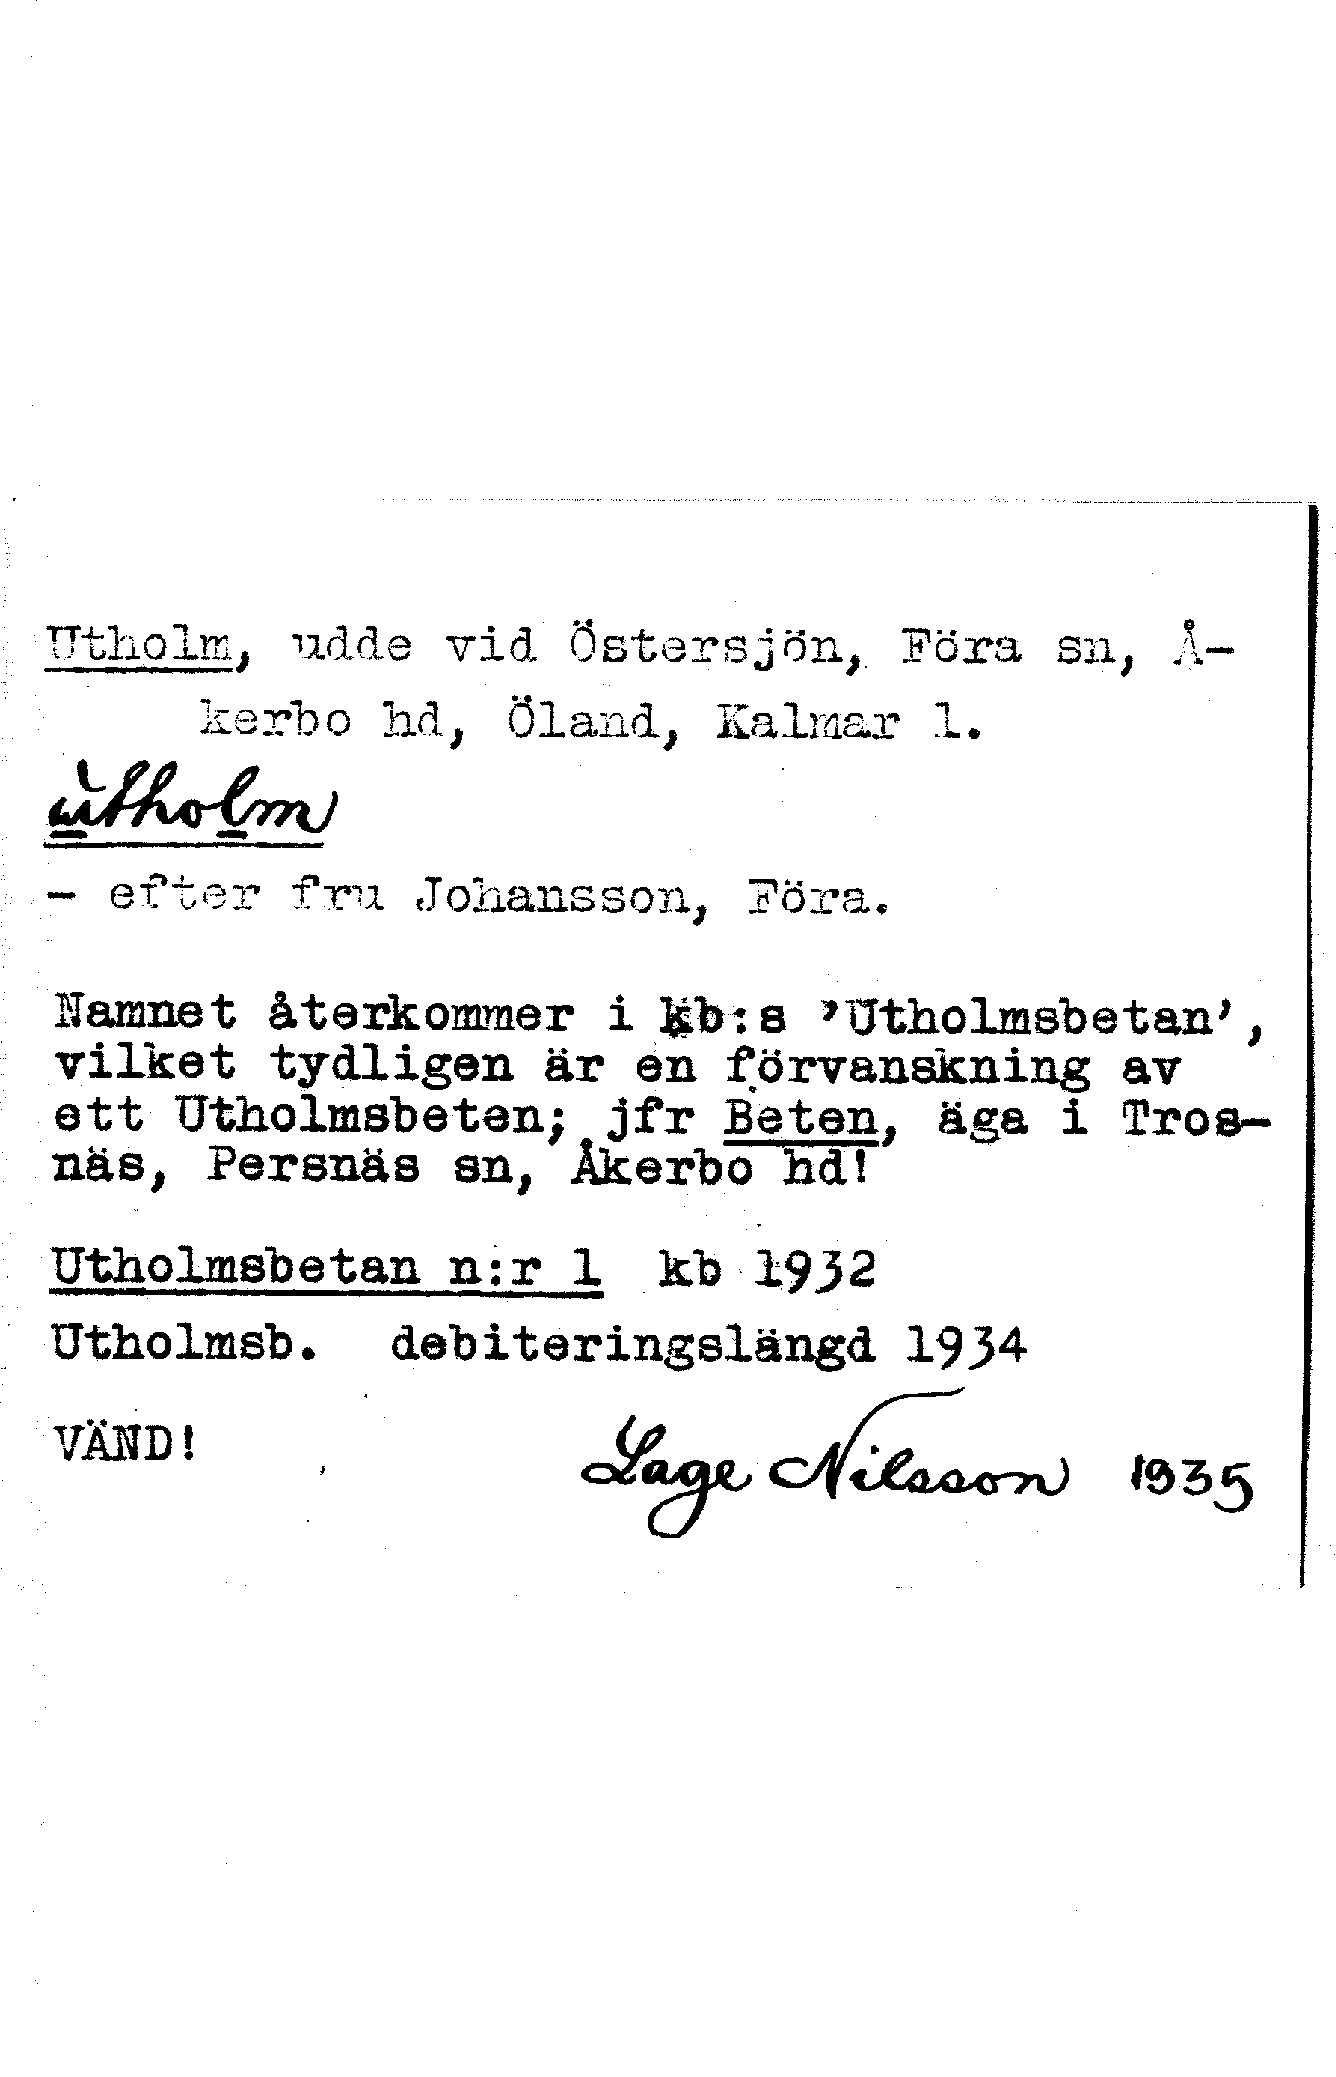 Utholm, udde vid Östersjön, Föra sn, Å-
kerbo hd, Öland, Kalmar l.
ùtholm
- efter fru Johansson, Föra.
Namnet återkommer i kb:s 'Utholmsbetan',
vilket tydligen är en förvanskning av
ett Utholmsbeten; jfr Beten, äga i Tros-
näs, Persnäs sn, Åkerbo hd!
Utholmsbetan n:r 1 kb 1932
Utholmsb. debiteringslängd 1934
VÄND!
Lage Nilsson 1935